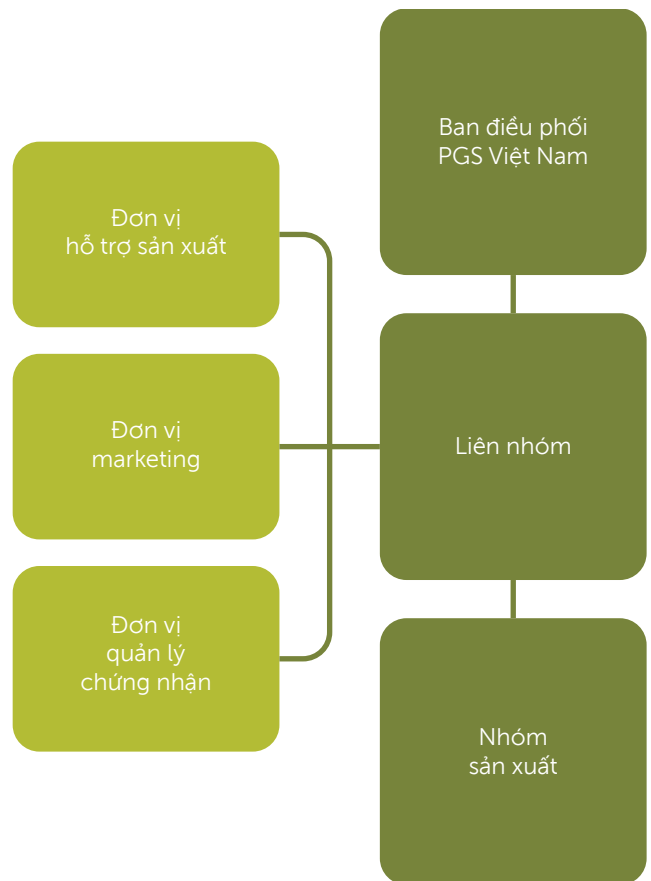 Ban điều phối
PGS Việt Nam
Đơn vị
hỗ trợ sản xuất
Đơn vị
marketing
Liên nhóm
Đơn vị
quản lý
chứng nhận
Nhóm
sản xuất